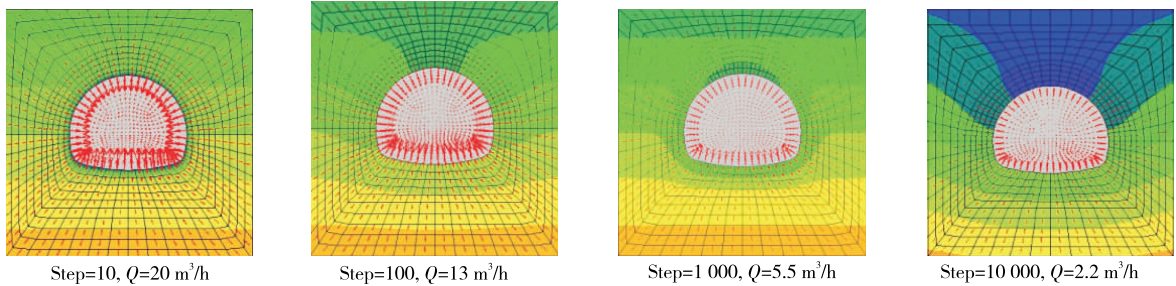 Step=10, Q=20 m³/h
Step=100, Q=13 m³/h
Step=1 000, Q=5.5 m³/h
Step=10 000, Q=2.2 m³/h